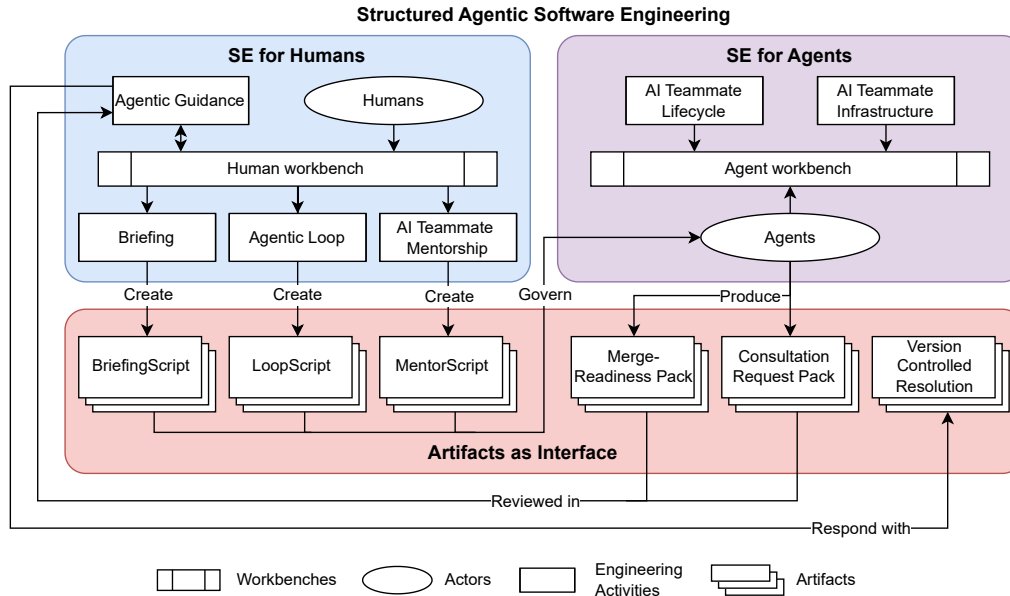 Structured Agentic Software Engineering
SE for Humans
SE for Agents
Agentic Guidance
Humans
AI Teammate
Lifecycle
AI Teammate
Infrastructure
Human workbench
Agent workbench
Briefing
Agentic Loop
AI Teammate
Mentorship
Agents
Create
Create
Create
Govern
Produce
BriefingScript
LoopScript
MentorScript
Merge-
Readiness Pack
Consultation
Request Pack
Version
Controlled
Resolution
Artifacts as Interface
Reviewed in
Respond with
Workbenches
Actors
Engineering
Activities
Artifacts